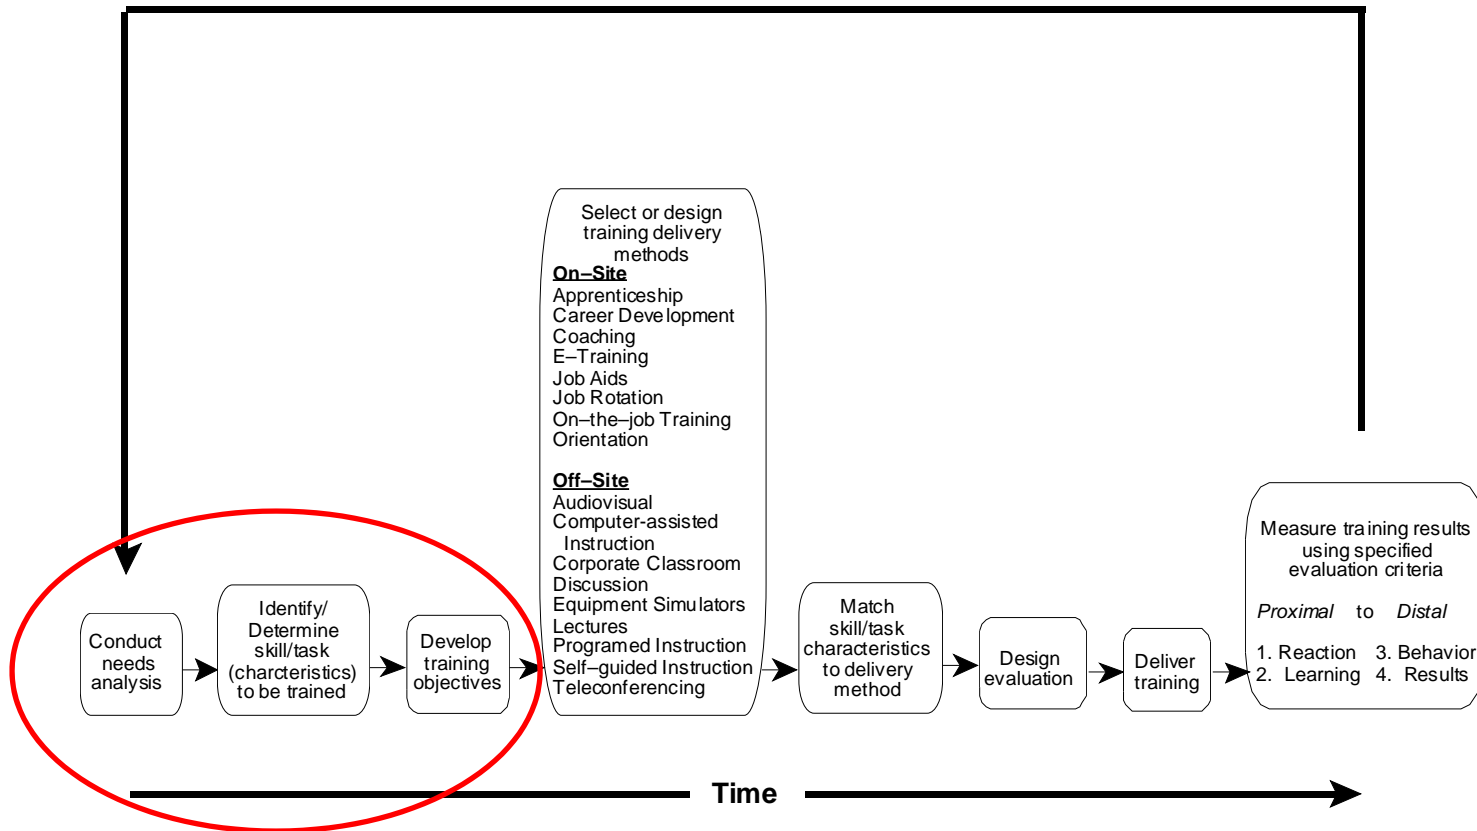 Conduct
needs
analysis
Identify/
Determine
skill/task
(charcteristics)
to be trained
Develop
training
objectives
Select or design
training delivery
methods
On–Site
Apprenticeship
Career Development
Coaching
E–Training
Job Aids
Job Rotation
On–the–job Training
Orientation
Off–Site
Audiovisual
Computer-assisted
Instruction
Corporate Classroom
Discussion
Equipment Simulators
Lectures
Programed Instruction
Self–guided Instruction
Teleconferencing
Match
skill/task
characteristics
to delivery
method
Design
evaluation
Deliver
training
Measure training results
using specified
evaluation criteria
Proximal to Distal
1. Reaction 3. Behavior
2. Learning 4. Results
Time